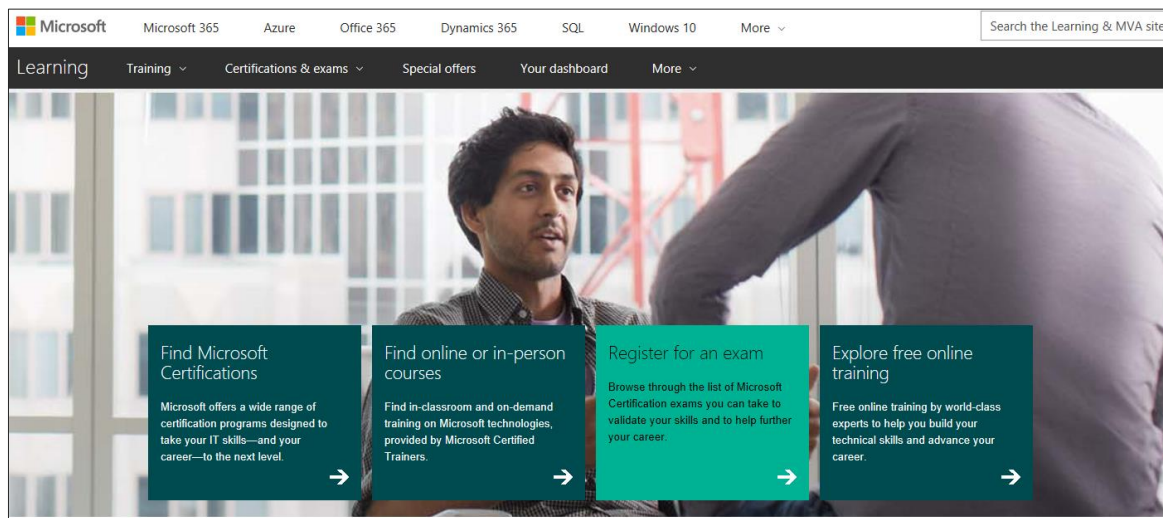 Microsoft Microsoft 365 Azure Office 365 Dynamics 365 SQL Windows 10 More Search the Learning & MVA site
Learning Training Certifications & exams Special offers Your dashboard More
Find Microsoft
Certifications
Microsoft offers a wide range of
certification programs designed to
take your IT skills—and your
career—to the next level.
Find online or in-person
courses
Find in-classroom and on-demand
training on Microsoft technologies,
provided by Microsoft Certified
Trainers.
Register for an exam
Browse through the list of Microsoft
Certification exams you can take to
validate your skills and to help further
your career.
Explore free online
training
Free online training by world-class
experts to help you build your
technical skills and advance your
career.